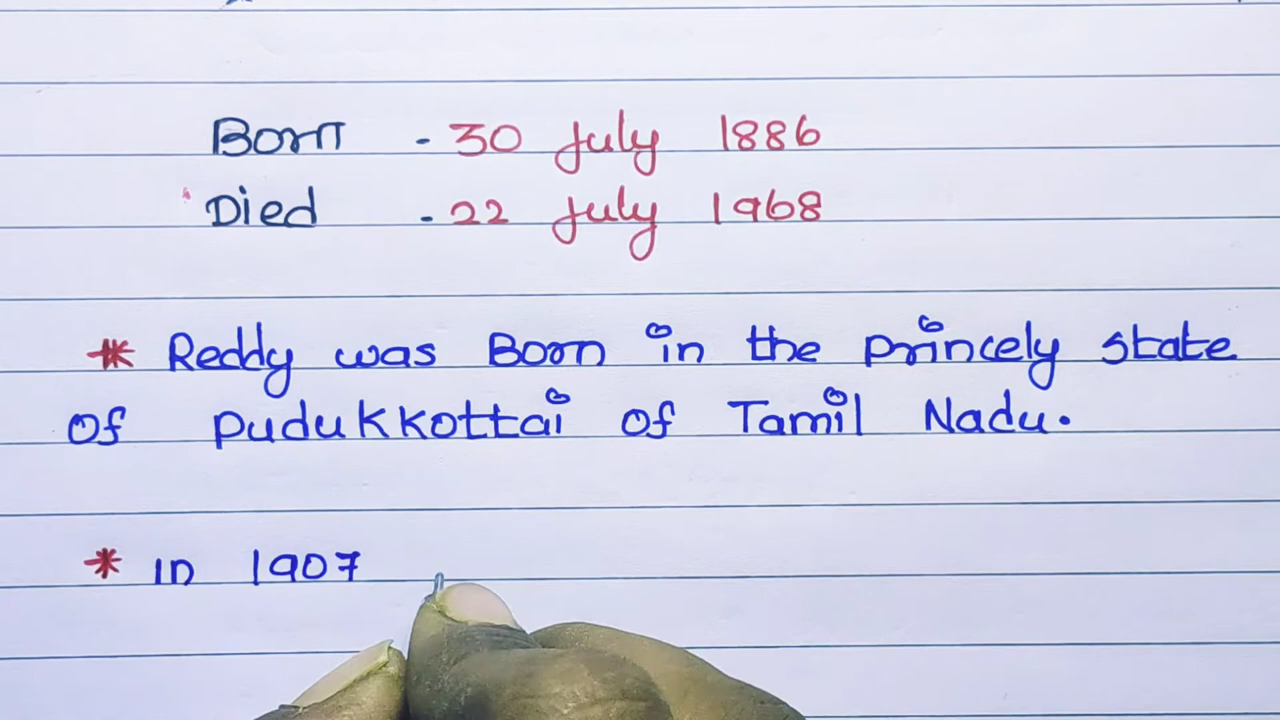 Born - 30 July 1886
Died - 22 July 1968
* Reddy was Born in the princely state
of pudukkottai of Tamil Nadu.
* In 1907